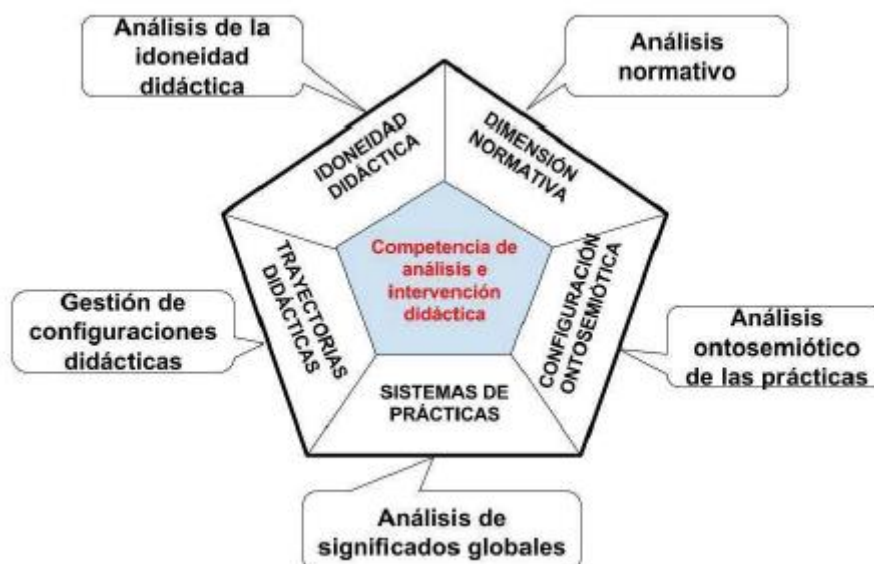 Análisis de la
idoneidad
didáctica
Análisis
normativo
IDONEIDAD
DIDÁCTICA
DIMENSIÓN
NORMATIVA
Competencia de
análisis e
intervención
didáctica
TRAYECTORIAS
DIDÁCTICAS
CONFIGURACIÓN
ONTOSEMIÓTICA
Gestión de
configuraciones
didácticas
Análisis
ontosemiótico
de las prácticas
SISTEMAS DE
PRÁCTICAS
Análisis de
significados globales